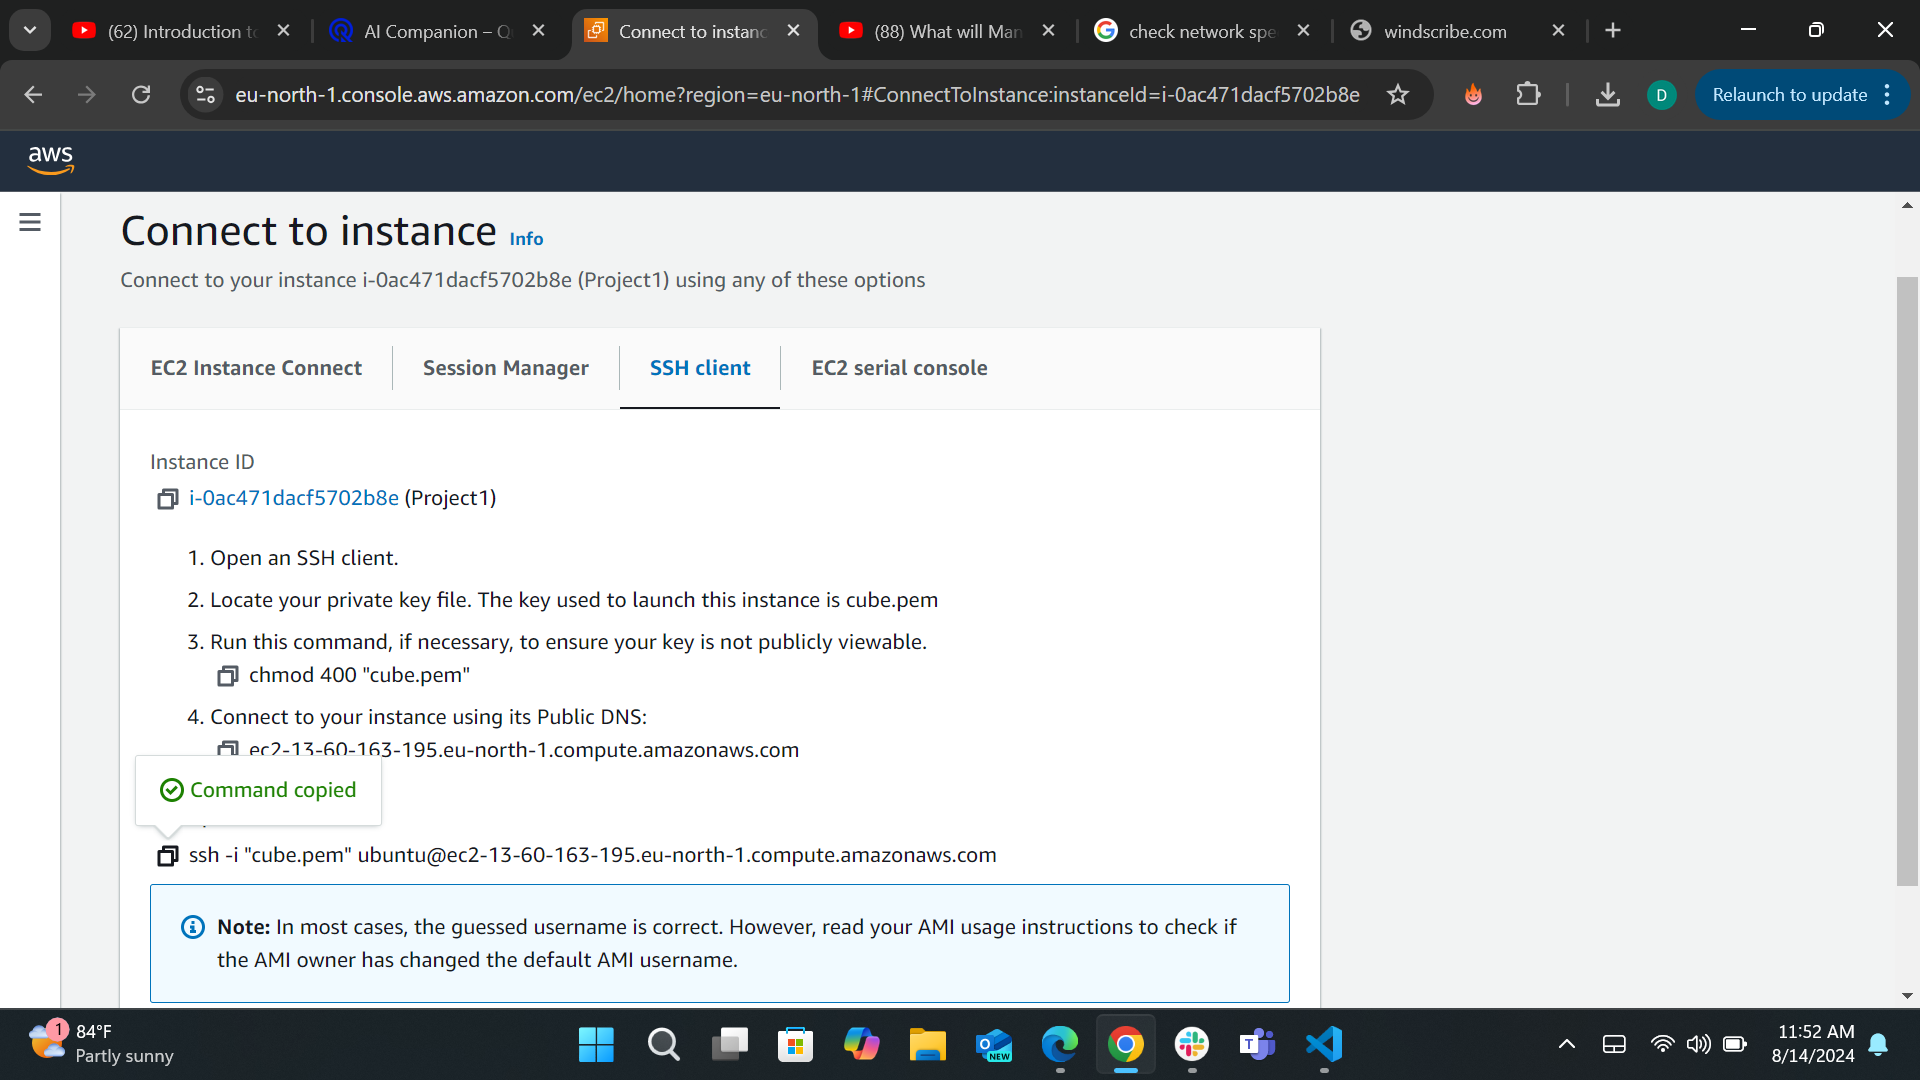 (62) Introduction to
AI Companion – Qu
Connect to instanc
(88) What will Man
check network spe
windscribe.com
eu-north-1.console.aws.amazon.com/ec2/home?region=eu-north-1#ConnectToInstance:instanceId=i-0ac471dacf5702b8e
D
Relaunch to update
aws
Connect to instance Info
Connect to your instance i-0ac471dacf5702b8e (Project1) using any of these options
EC2 Instance Connect
Session Manager
SSH client
EC2 serial console
Instance ID
i-0ac471dacf5702b8e (Project1)
1. Open an SSH client.
2. Locate your private key file. The key used to launch this instance is cube.pem
3. Run this command, if necessary, to ensure your key is not publicly viewable.
chmod 400 "cube.pem"
4. Connect to your instance using its Public DNS:
ec2-13-60-163-195.eu-north-1.compute.amazonaws.com
Command copied
ssh -i "cube.pem" ubuntu@ec2-13-60-163-195.eu-north-1.compute.amazonaws.com
Note: In most cases, the guessed username is correct. However, read your AMI usage instructions to check if
the AMI owner has changed the default AMI username.
1
84°F
Partly sunny
NEW
11:52 AM
8/14/2024